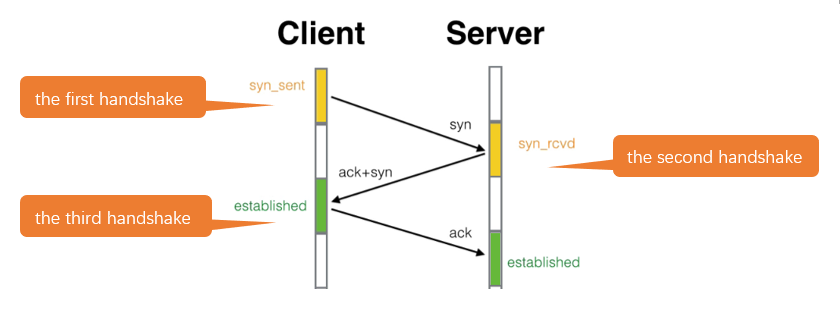 Client
Server
syn_sent
the first handshake
syn
syn_rcvd
the second handshake
ack+syn
established
the third handshake
ack
established